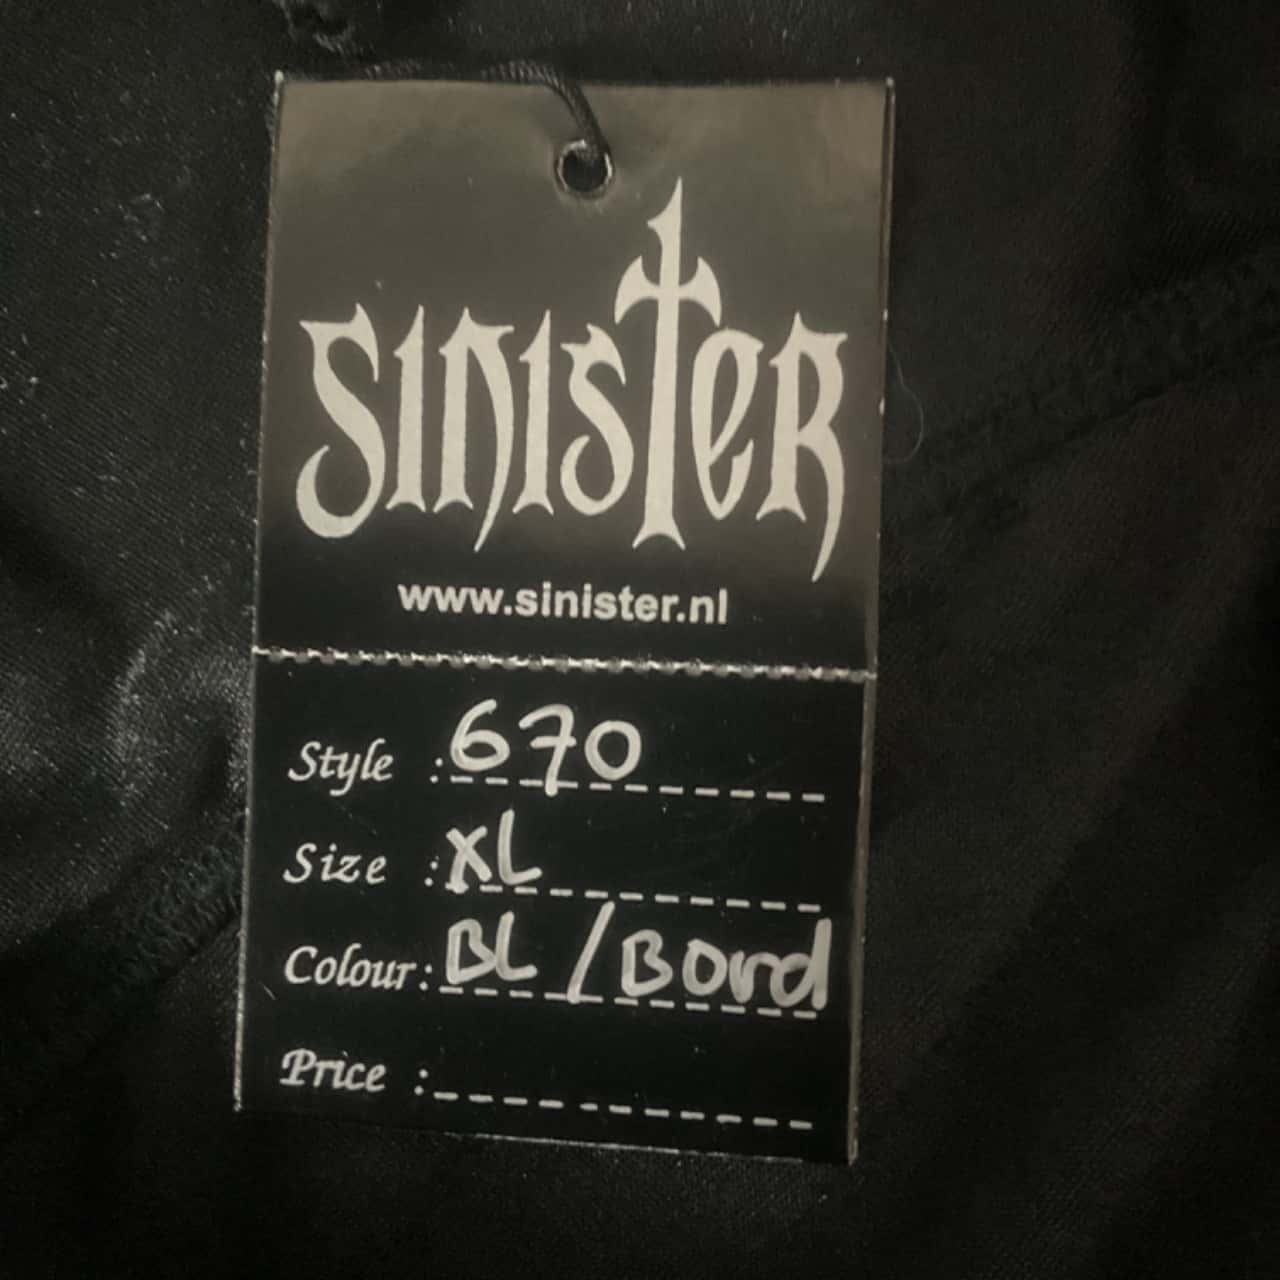 SINISTER
www.sinister.nl
Style : 670
Size : XL
Colour: BL / Bord
Price :